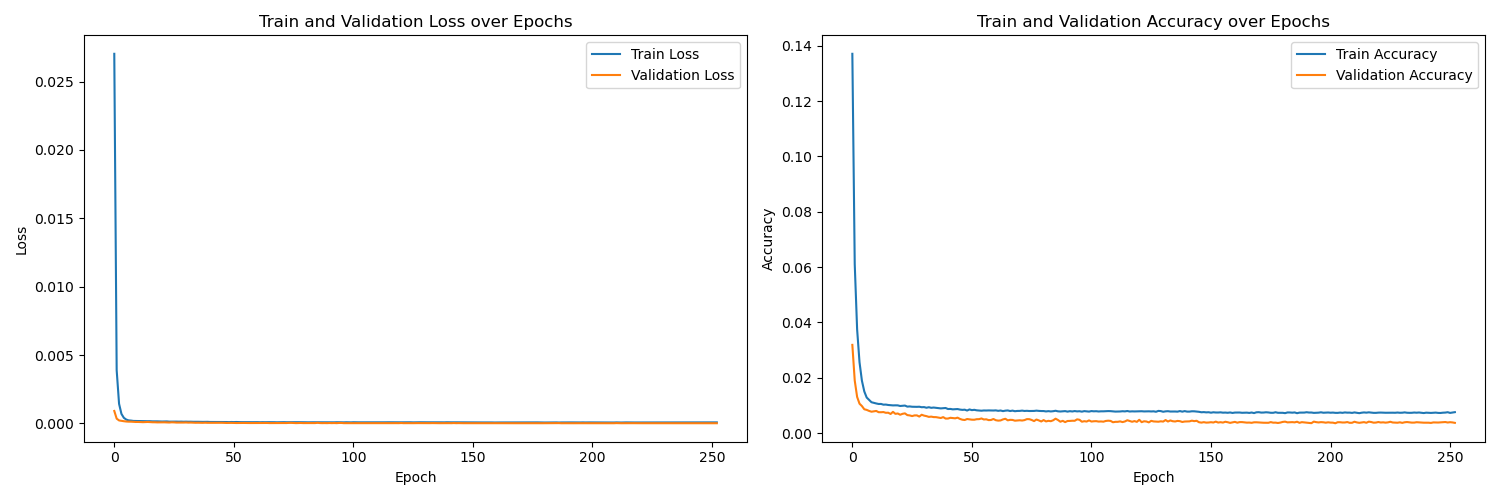 Train and Validation Loss over Epochs
Train Loss
Validation Loss
0.025
0.020
0.015
0.010
0.005
0.000
Loss
0
50
100
150
200
250
Epoch
Train and Validation Accuracy over Epochs
Train Accuracy
Validation Accuracy
0.14
0.12
0.10
0.08
0.06
0.04
0.02
0.00
Accuracy
0
50
100
150
200
250
Epoch